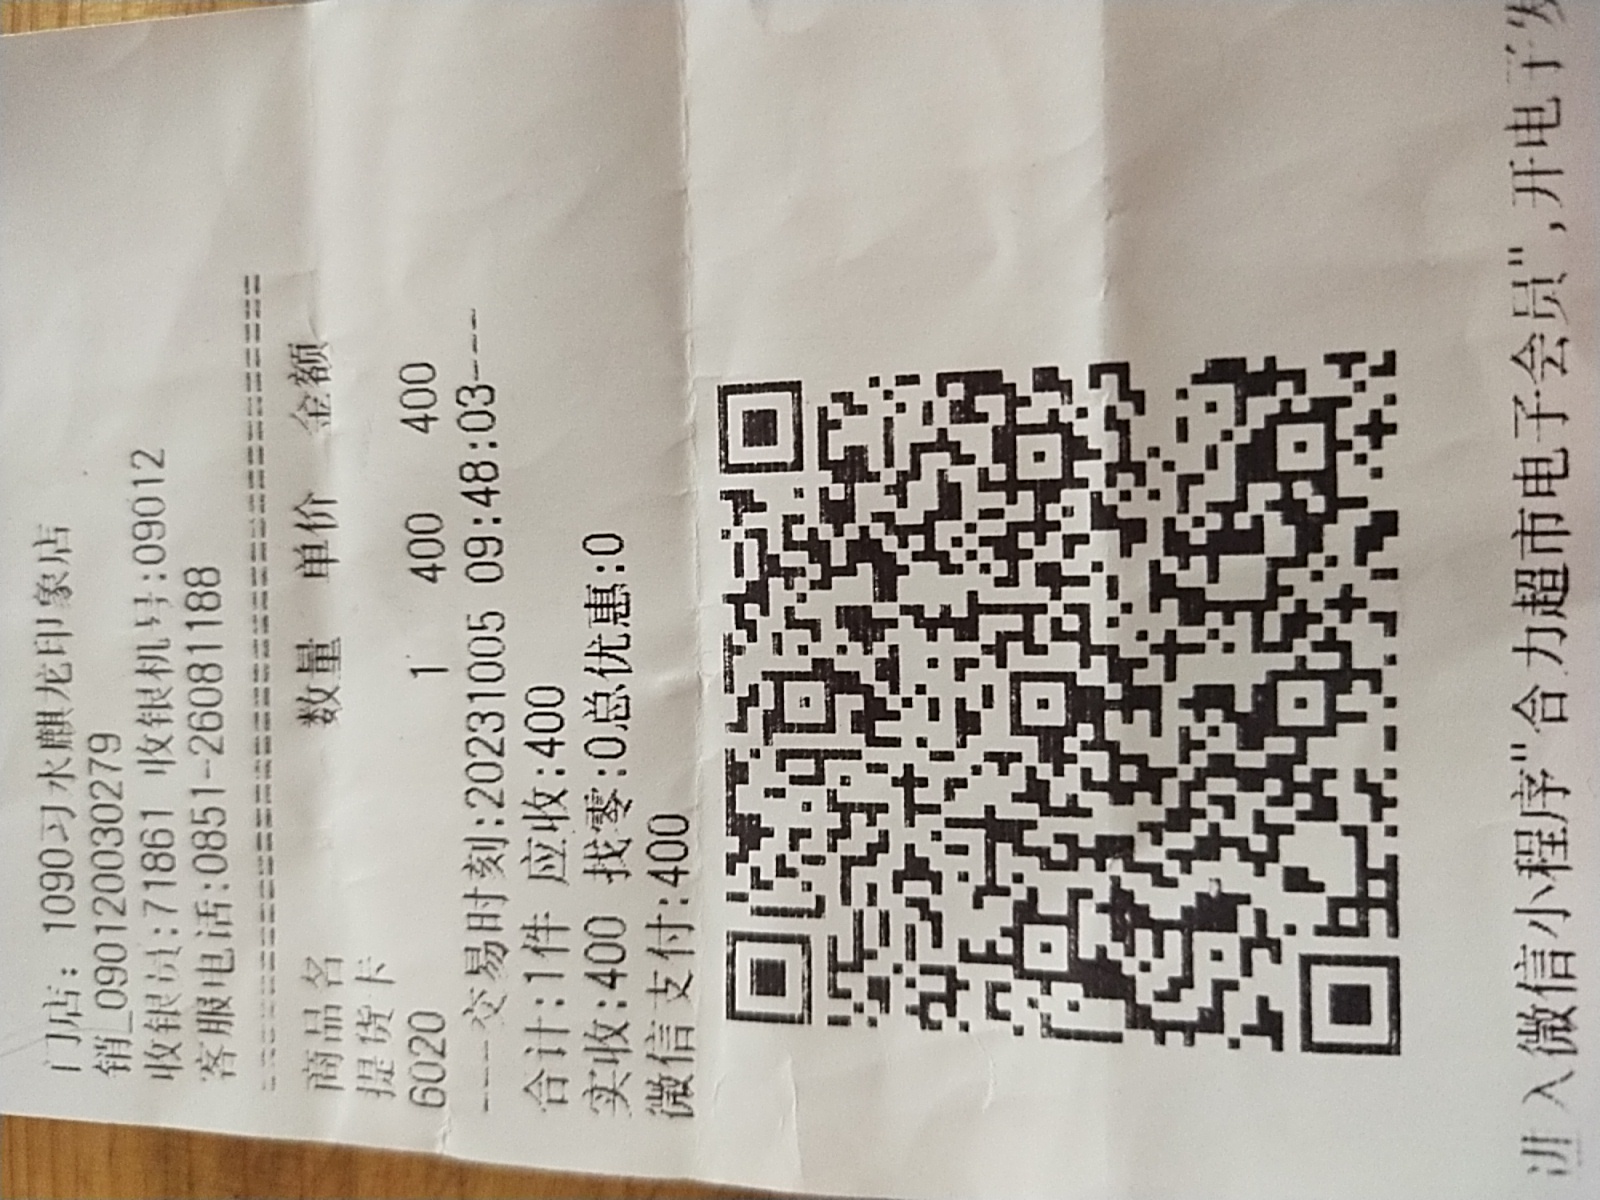 门店: 1090习水麒龙印象店
销_09012003​0279
收银员:71861 收银机号:09012
客服电话:0851-26081188
商品名 数量 单价 金额
提货卡
6020 1 400 400
----交易时刻:20231005 09:48:03----
合计:1件 应收:400
实收:400 找零:0总优惠:0
微信支付:400
进入微信小程序"合力超市电子会员",开电子发